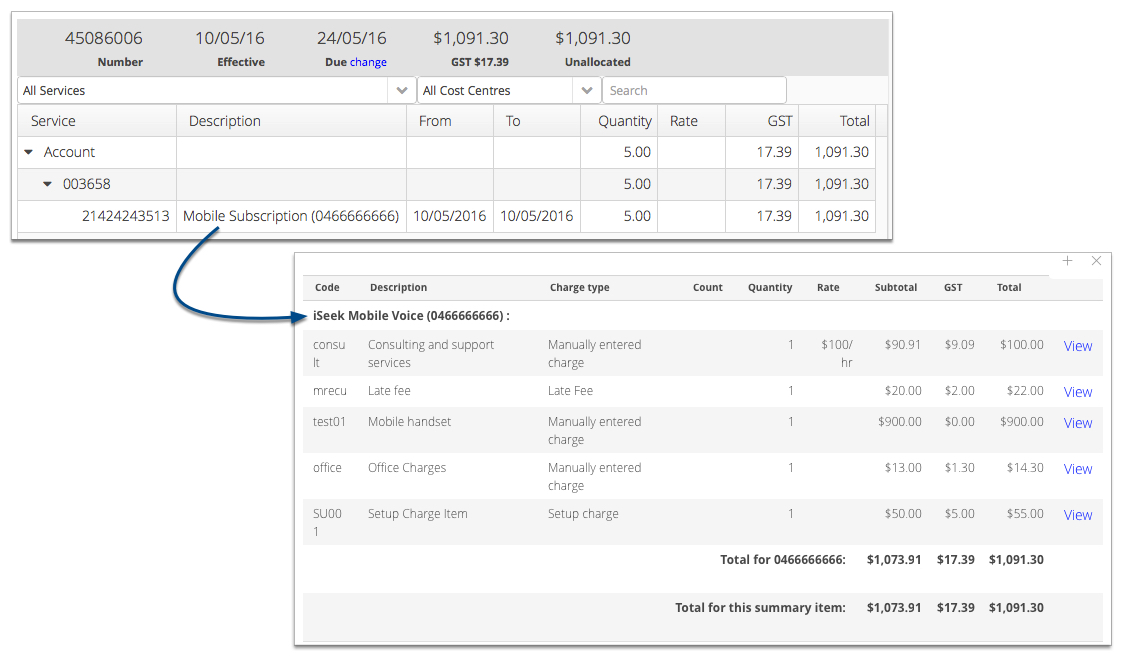 45086006 10/05/16 24/05/16 $1,091.30 $1,091.30
Number Effective Due change GST $17.39 Unallocated
All Services All Cost Centres Search
Service Description From To Quantity Rate GST Total
Account 5.00 17.39 1,091.30
003658 5.00 17.39 1,091.30
21424243513 Mobile Subscription (0466666666) 10/05/2016 10/05/2016 5.00 17.39 1,091.30
Code Description Charge type Count Quantity Rate Subtotal GST Total
iSeek Mobile Voice (0466666666) :
consu Consulting and support Manually entered 1 $100/ $90.91 $9.09 $100.00 View
lt services charge hr
mrecu Late fee Late Fee 1 $20.00 $2.00 $22.00 View
test01 Mobile handset Manually entered 1 $900.00 $0.00 $900.00 View
charge
office Office Charges Manually entered 1 $13.00 $1.30 $14.30 View
charge
SU00 Setup Charge Item Setup charge 1 $50.00 $5.00 $55.00 View
1
Total for 0466666666: $1,073.91 $17.39 $1,091.30
Total for this summary item: $1,073.91 $17.39 $1,091.30